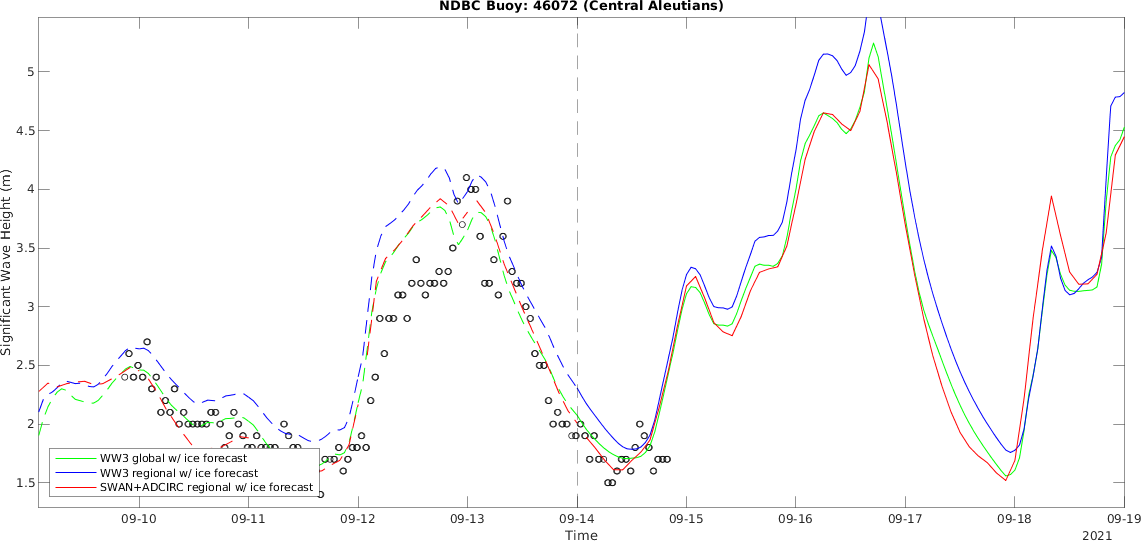 NDBC Buoy: 46072 (Central Aleutians)
Significant Wave Height (m)
5
4.5
4
3.5
3
2.5
2
1.5
WW3 global w/ ice forecast
WW3 regional w/ ice forecast
SWAN+ADCIRC regional w/ ice forecast
09-10 09-11 09-12 09-13 09-14 09-15 09-16 09-17 09-18 09-19
Time
2021